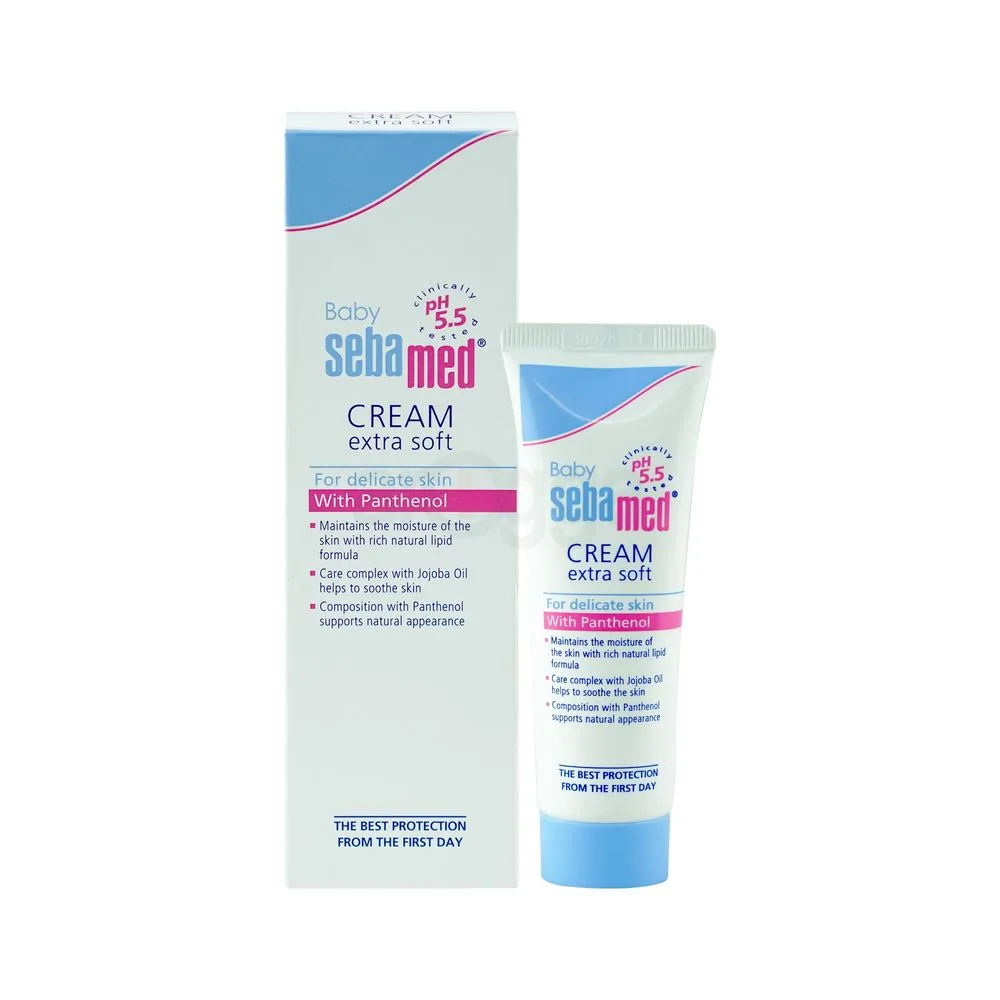 CREAM
extra soft
Baby
clinically
pH
5.5
tested
sebamed®
CREAM
extra soft
For delicate skin
With Panthenol
Maintains the moisture of the
skin with rich natural lipid
formula
Care complex with Jojoba Oil
helps to soothe skin
Composition with Panthenol
supports natural appearance
THE BEST PROTECTION
FROM THE FIRST DAY
Baby
clinically
pH
5.5
tested
sebamed®
CREAM
extra soft
For delicate skin
With Panthenol
Maintains the moisture of
the skin with rich natural lipid
formula
Care complex with Jojoba Oil
helps to soothe the skin
Composition with Panthenol
supports natural appearance
THE BEST PROTECTION
FROM THE FIRST DAY